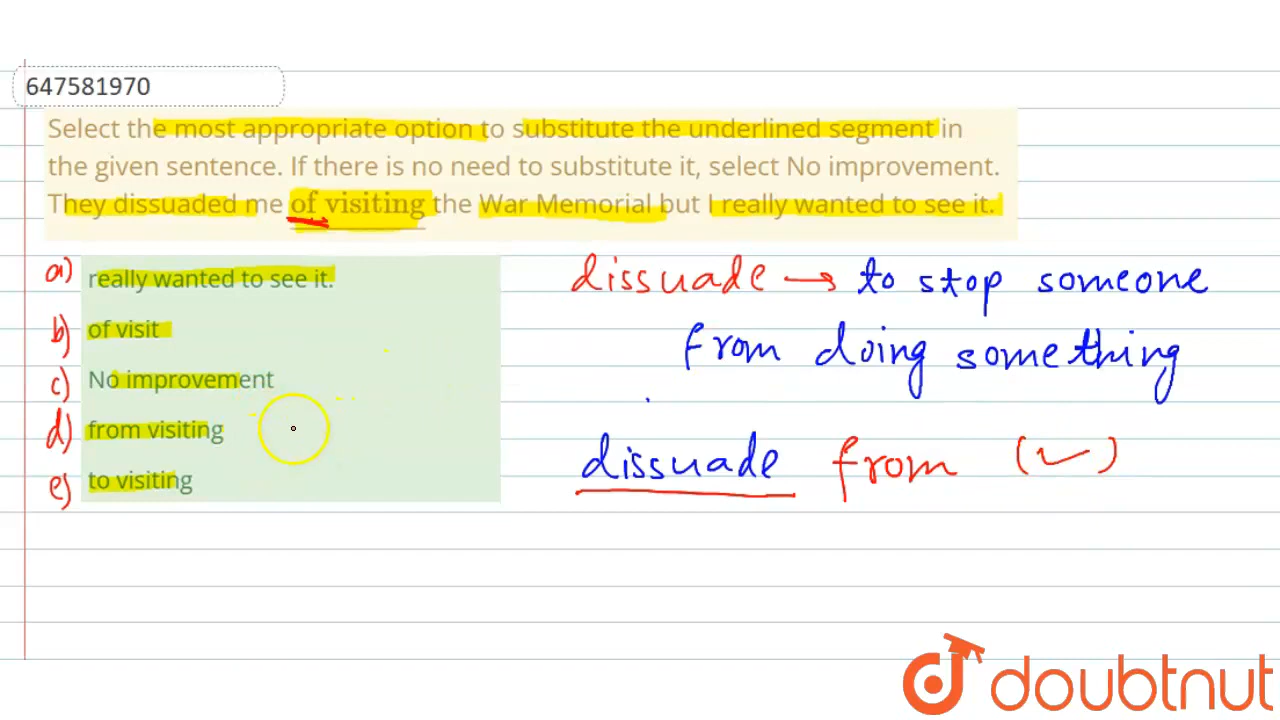 647581970
Select the most appropriate option to substitute the underlined segment in
the given sentence. If there is no need to substitute it, select No improvement.
They dissuaded me of visiting the War Memorial but I really wanted to see it.
a) really wanted to see it.
b) of visit
c) No improvement
d) from visiting
e) to visiting
dissuade → to stop someone
from doing something
dissuade from (✓)
doubtnut